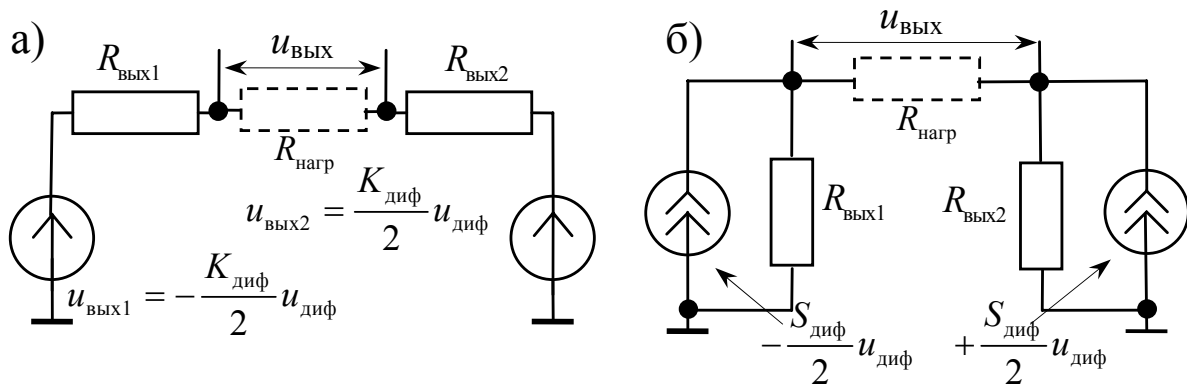 а)
u_вых
R_вых1
R_вых2
R_нагр
u_вых2 = K_диф/2 u_диф
u_вых1 = −K_диф/2 u_диф
б)
u_вых
R_нагр
R_вых1
R_вых2
−S_диф/2 u_диф
+S_диф/2 u_диф